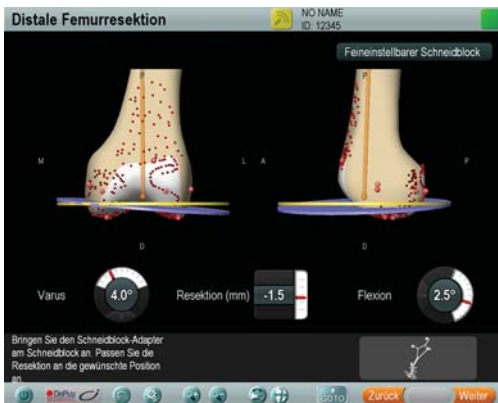 Distale Femurresektion
NO NAME
ID: 12345
Feineinstellbarer Schneidblock
P P
M L A P
D D
Varus 4.0° Resektion (mm) -1.5 Flexion 2.5°
Bringen Sie den Schneidblock-Adapter
am Schneidblock an. Passen Sie die
Resektion an die gewünschte Position
an.
DePuy GOTO Zurück Weiter